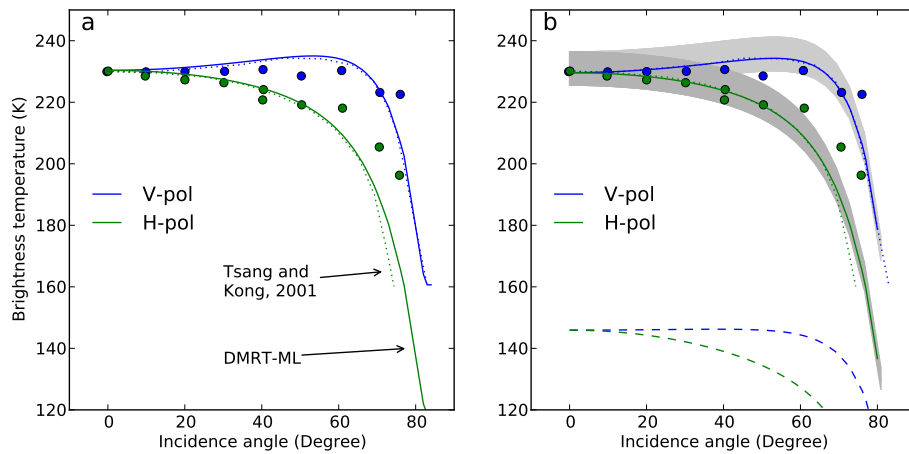 a
b
240
220
200
180
160
140
120
Brightness temperature (K)
V-pol
H-pol
Tsang and
Kong, 2001
DMRT-ML
0
20
40
60
80
Incidence angle (Degree)
240
220
200
180
160
140
120
V-pol
H-pol
0
20
40
60
80
Incidence angle (Degree)